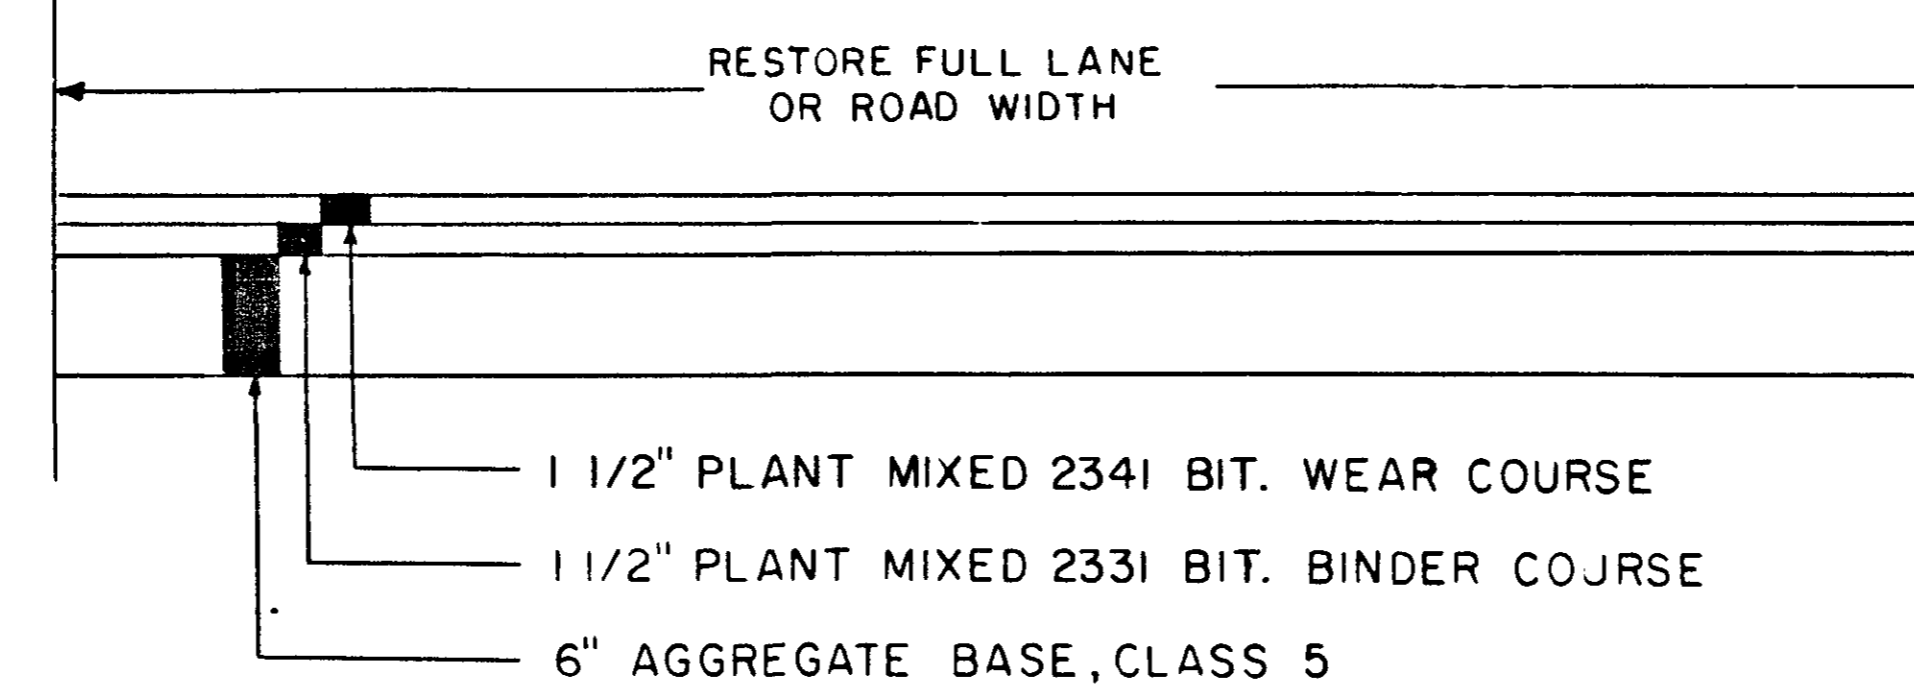 RESTORE FULL LANE
OR ROAD WIDTH
1 1/2" PLANT MIXED 2341 BIT. WEAR COURSE
1 1/2" PLANT MIXED 2331 BIT. BINDER COURSE
6" AGGREGATE BASE, CLASS 5